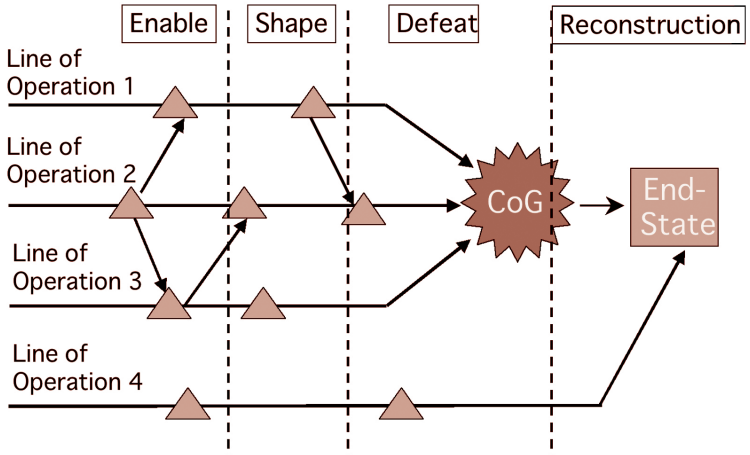 Enable
Shape
Defeat
Reconstruction
Line of
Operation 1
Line of
Operation 2
Line of
Operation 3
Line of
Operation 4
CoG
End-
State